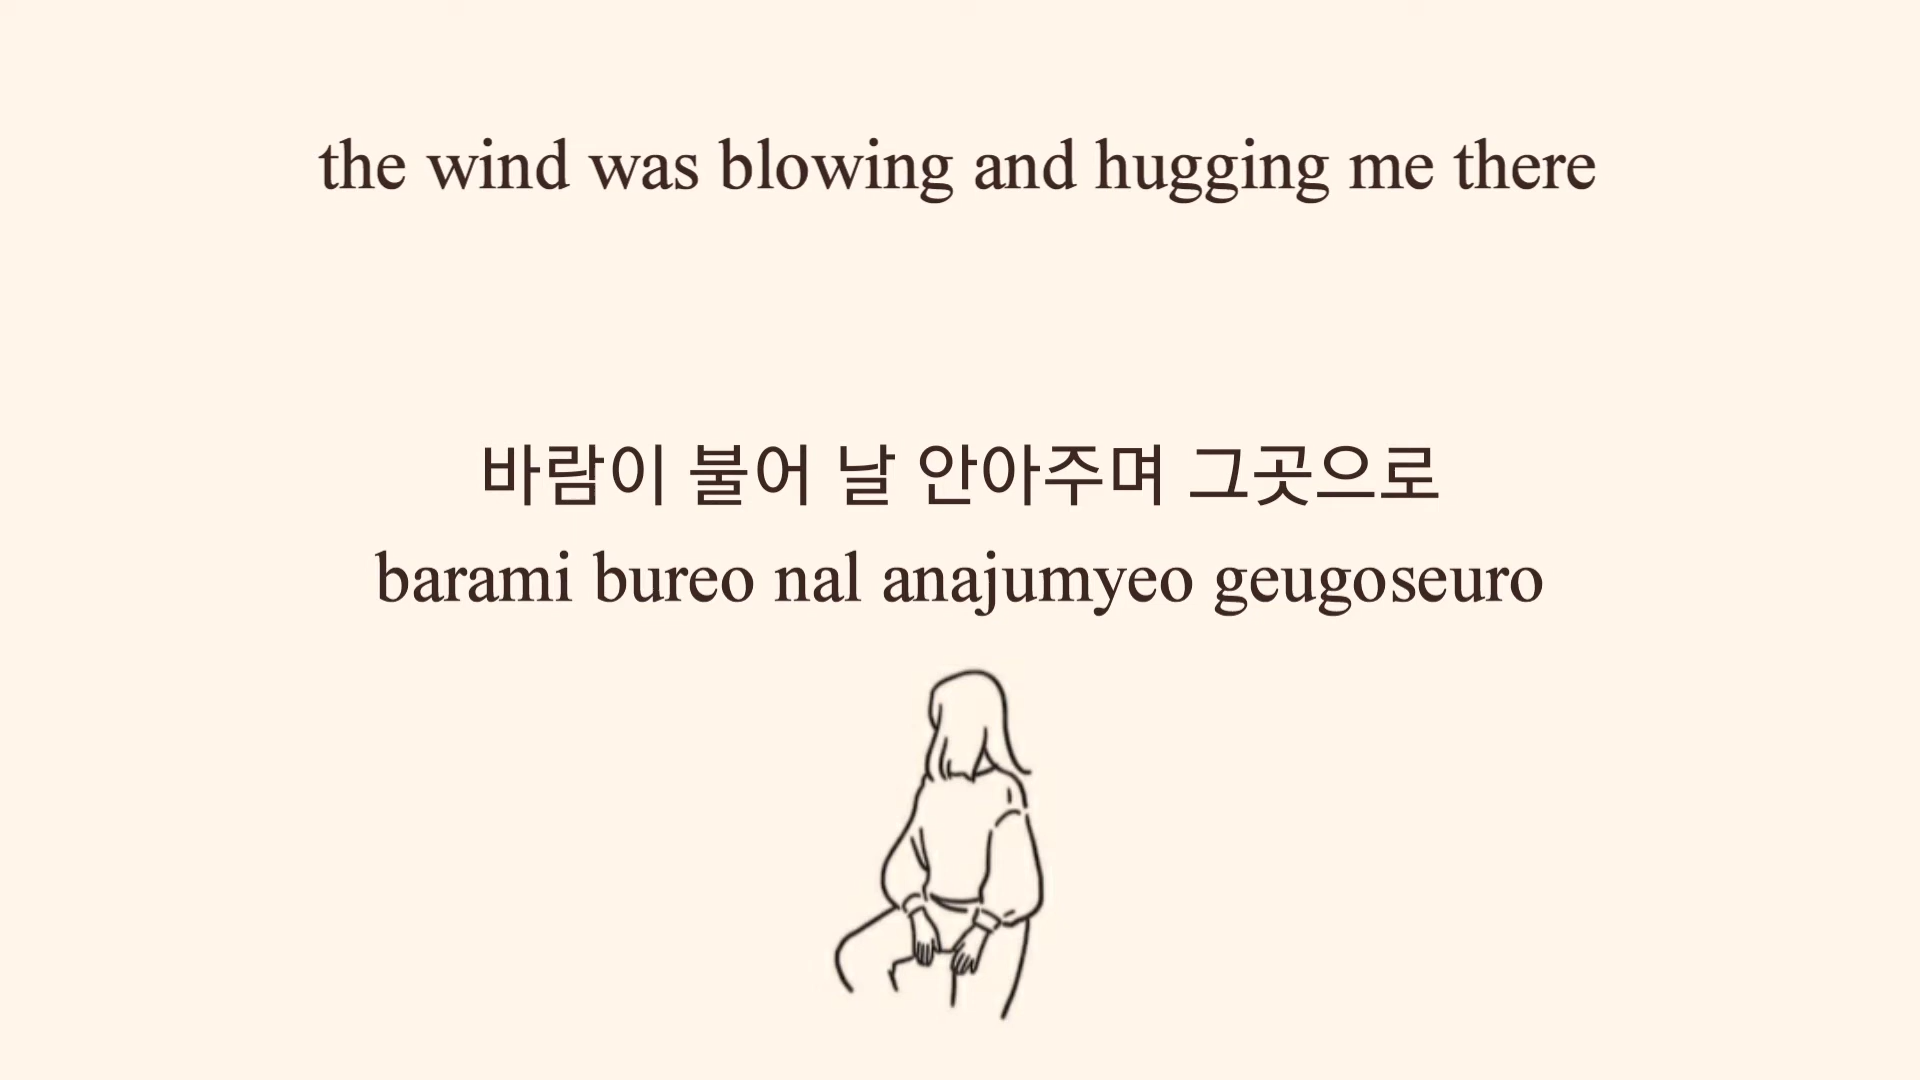 the wind was blowing and hugging me there
바람이 불어 날 안아주며 그곳으로
barami bureo nal anajumyeo geugoseuro